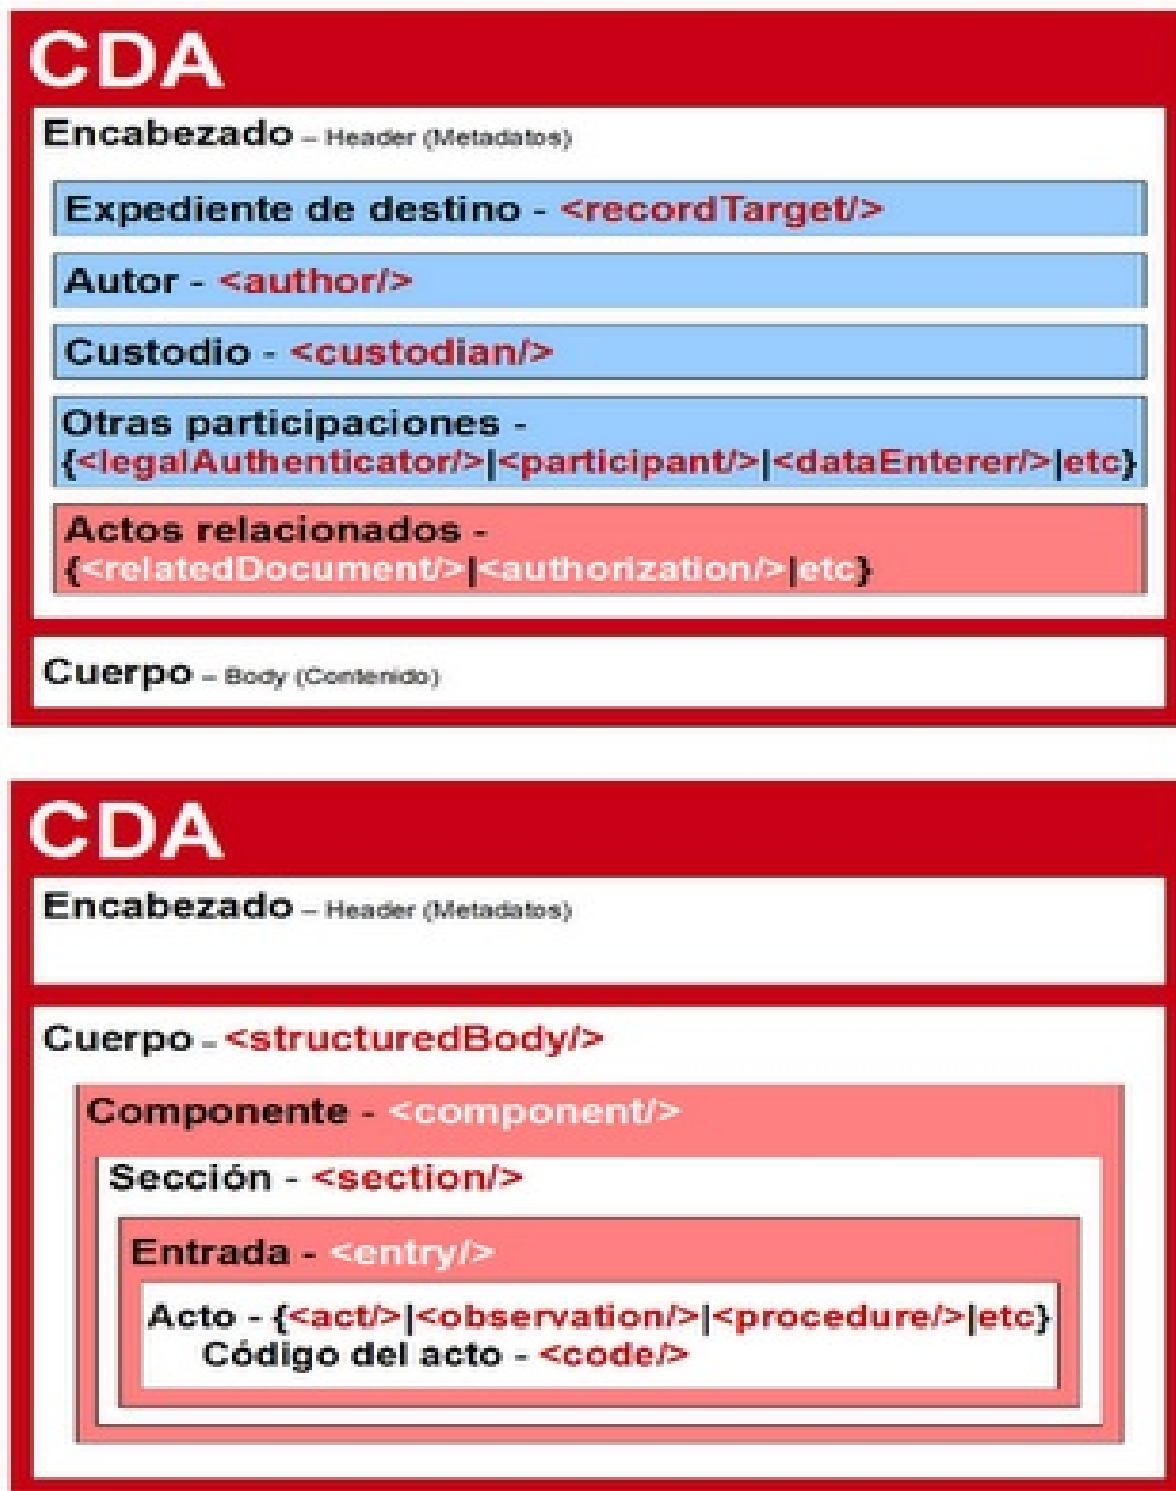 CDA
Encabezado – Header (Metadatos)
Expediente de destino - <recordTarget/>
Autor - <author/>
Custodio - <custodian/>
Otras participaciones -
{<legalAuthenticator/>|<participant/>|<dataEnterer/>|etc}
Actos relacionados -
{<relatedDocument/>|<authorization/>|etc}
Cuerpo – Body (Contenido)
CDA
Encabezado – Header (Metadatos)
Cuerpo – <structuredBody/>
Componente - <component/>
Sección - <section/>
Entrada - <entry/>
Acto - {<act/>|<observation/>|<procedure/>|etc}
Código del acto - <code/>